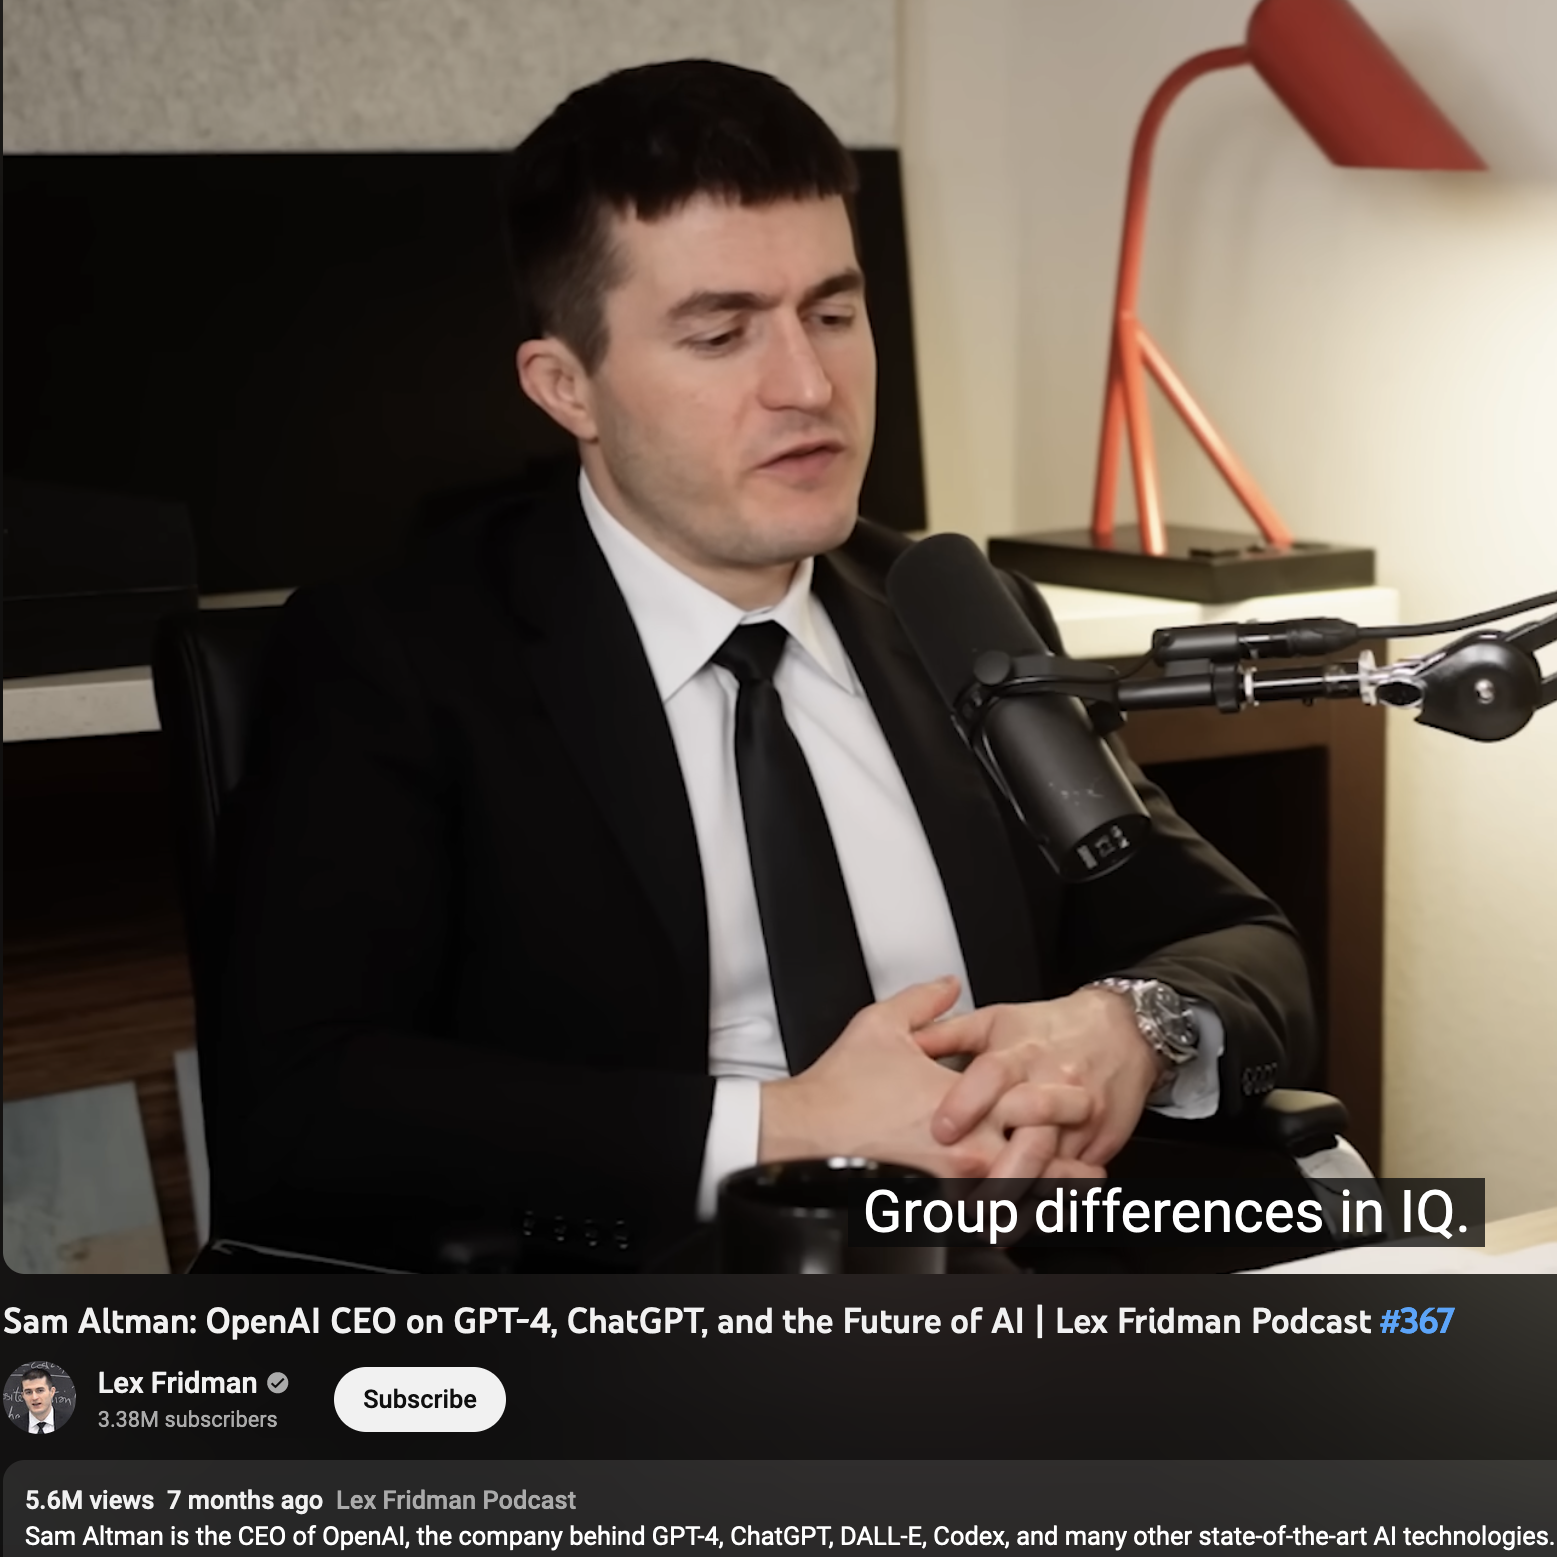 Group differences in IQ.
Sam Altman: OpenAI CEO on GPT-4, ChatGPT, and the Future of AI | Lex Fridman Podcast #367
Lex Fridman
3.38M subscribers
Subscribe
5.6M views 7 months ago Lex Fridman Podcast
Sam Altman is the CEO of OpenAI, the company behind GPT-4, ChatGPT, DALL-E, Codex, and many other state-of-the-art AI technologies.